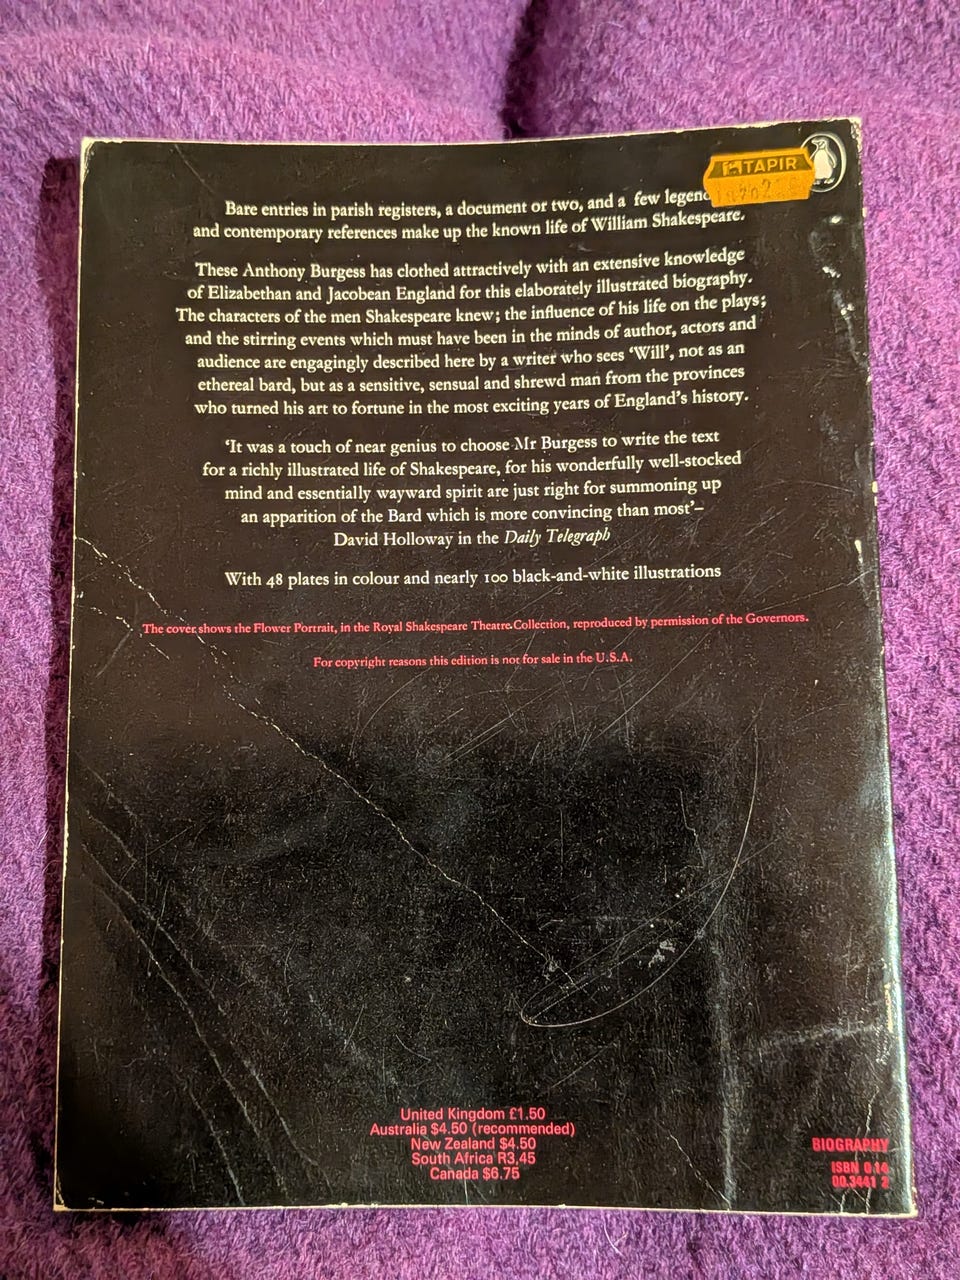 TAPIR
Bare entries in parish registers, a document or two, and a few
and contemporary references make up the known life of William Shakespeare.
These Anthony Burgess has clothed attractively with an extensive knowledge
of Elizabethan and Jacobean England for this elaborately illustrated biography.
The characters of the men Shakespeare knew; the influence of his life on the plays;
and the stirring events which must have been in the minds of author, actors and
audience are engagingly described here by a writer who sees ‘Will’, not as an
ethereal bard, but as a sensitive, sensual and shrewd man from the provinces
who turned his art to fortune in the most exciting years of England's history.
‘It was a touch of near genius to choose Mr Burgess to write the text
for a richly illustrated life of Shakespeare, for his wonderfully well-stocked
mind and essentially wayward spirit are just right for summoning up
an apparition of the Bard which is more convincing than most’–
David Holloway in the Daily Telegraph
With 48 plates in colour and nearly 100 black-and-white illustrations
The cover shows the Flower Portrait, in the Royal Shakespeare Theatre Collection, reproduced by permission of the Governors.
For copyright reasons this edition is not for sale in the U.S.A.
United Kingdom £1.50
Australia $4.50 (recommended)
New Zealand $4.50
South Africa R3,45
Canada $6.75
BIOGRAPHY
ISBN 0 14
00.3441 2